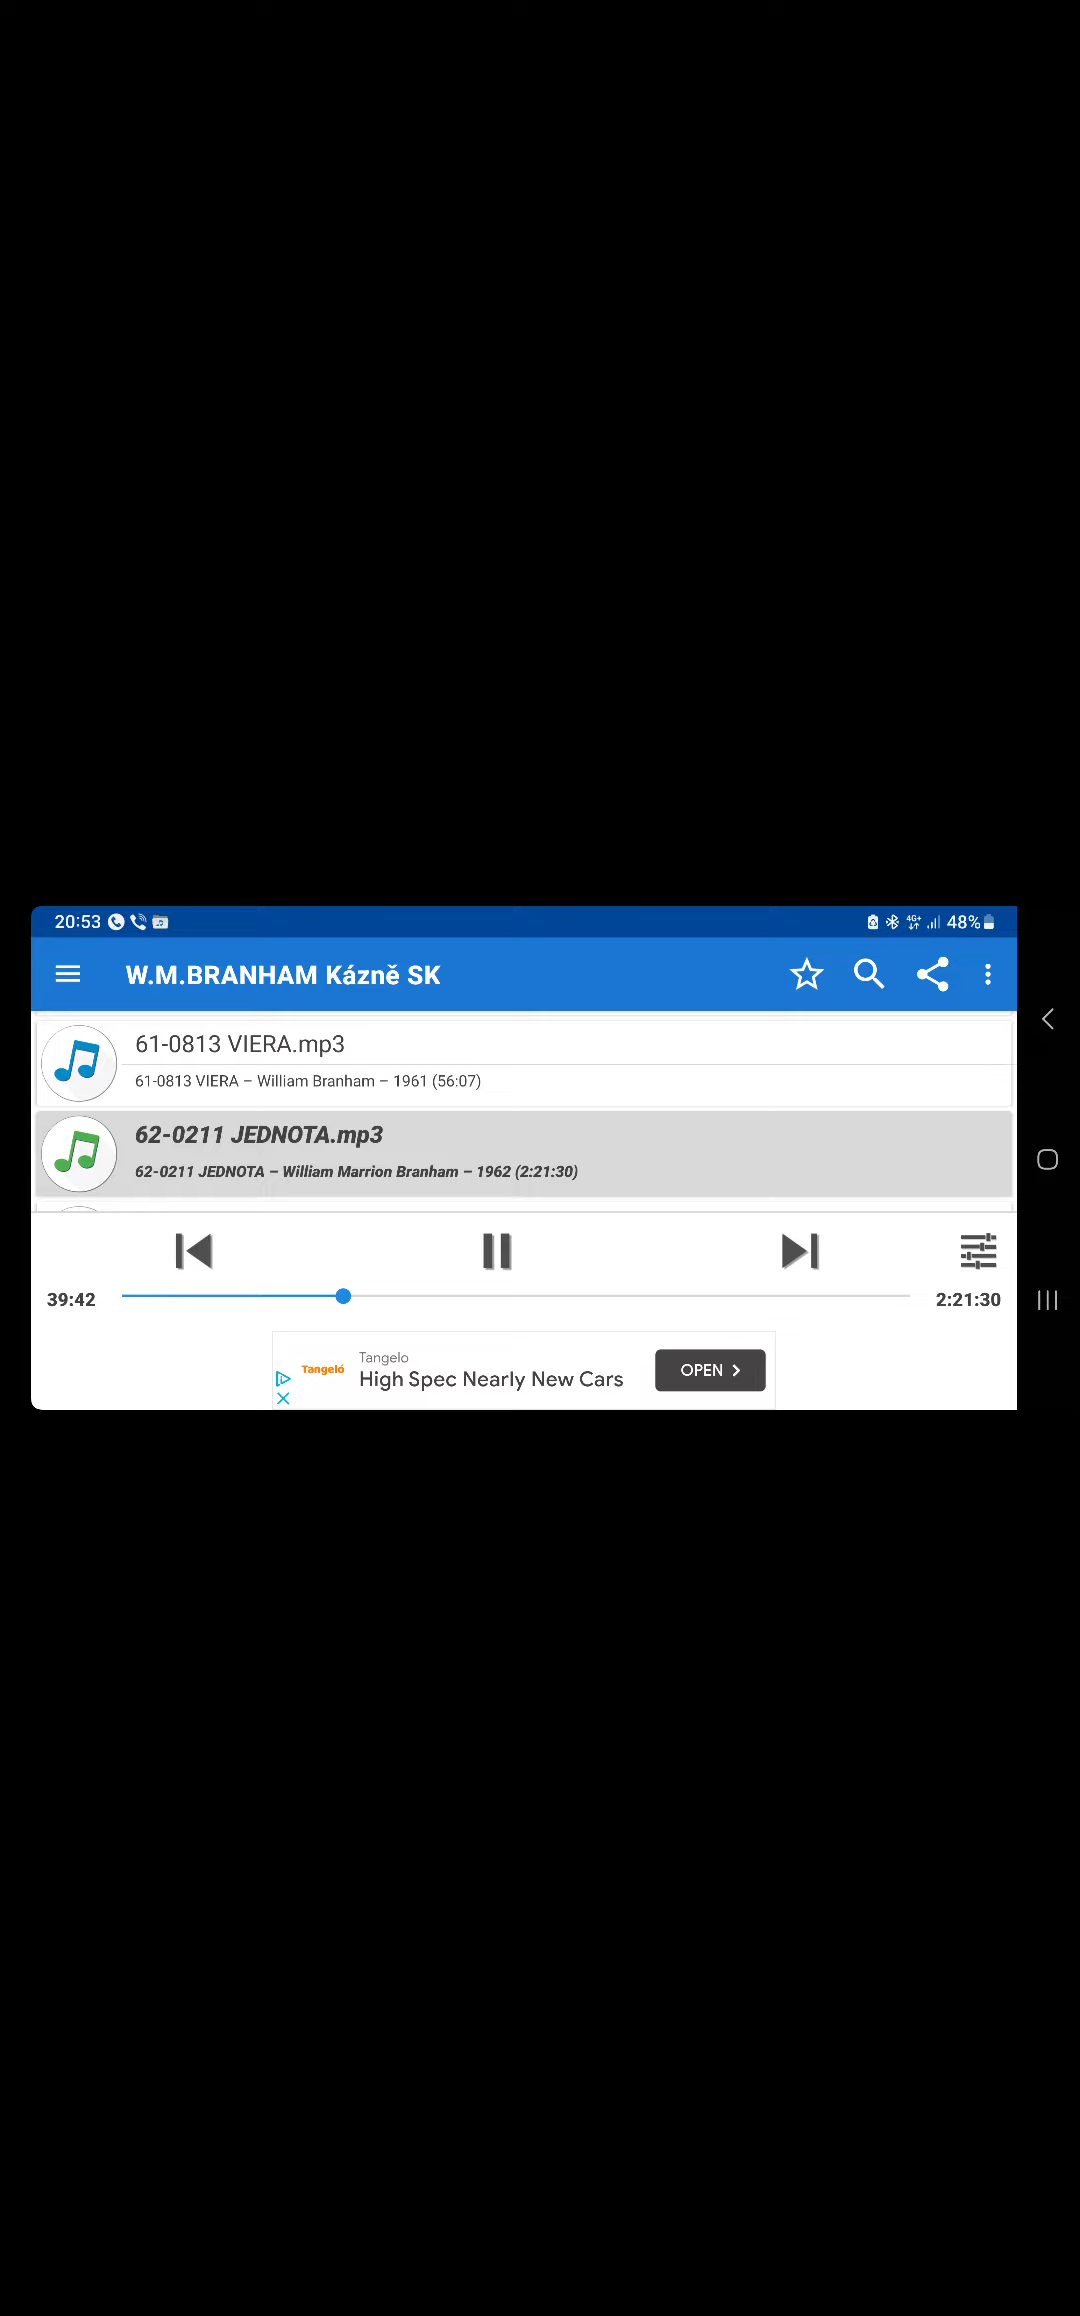 20:53
4G+ 48%
W.M.BRANHAM Kázně SK
61-0813 VIERA.mp3
61-0813 VIERA – William Branham – 1961 (56:07)
62-0211 JEDNOTA.mp3
62-0211 JEDNOTA – William Marrion Branham – 1962 (2:21:30)
39:42
2:21:30
Tangelo
Tangelo
High Spec Nearly New Cars
OPEN